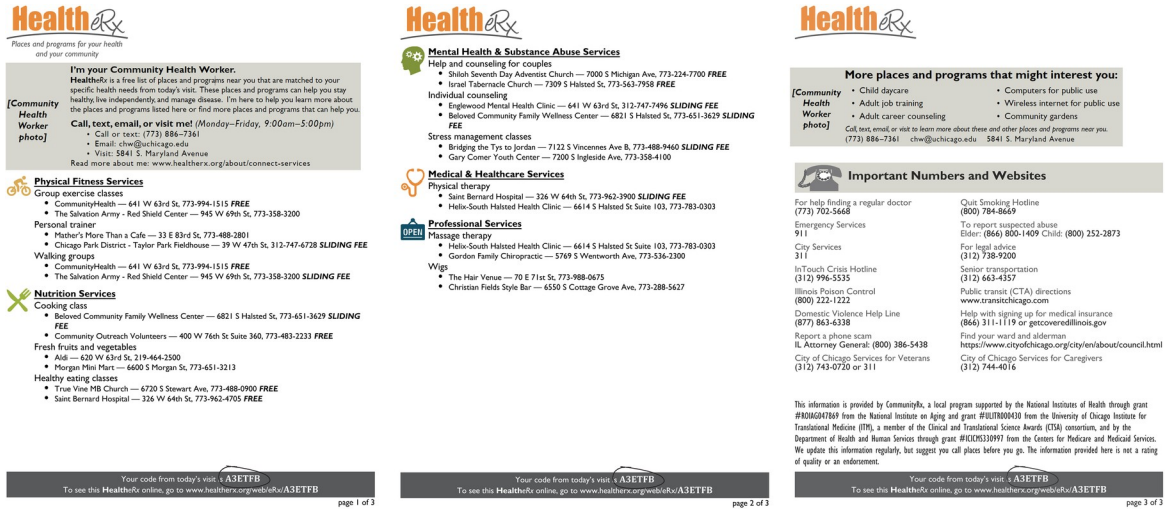 HealtheRx
Places and programs for your health
and your community
[Community
Health
Worker
photo]
I'm your Community Health Worker.
HealtheRx is a free list of places and programs near you that are matched to your
specific health needs from today's visit. These places and programs can help you stay
healthy, live independently, and manage disease. I'm here to help you learn more about
the places and programs listed here or find more places and programs that can help you.
Call, text, email, or visit me! (Monday–Friday, 9:00am–5:00pm)
• Call or text: (773) 886–7361
• Email: chw@uchicago.edu
• Visit: 5841 S. Maryland Avenue
Read more about me: www.healtherx.org/about/connect-services
Physical Fitness Services
Group exercise classes
• CommunityHealth — 641 W 63rd St, 773-994-1515 FREE
• The Salvation Army - Red Shield Center — 945 W 69th St, 773-358-3200
Personal trainer
• Mather's More Than a Cafe — 33 E 83rd St, 773-488-2801
• Chicago Park District - Taylor Park Fieldhouse — 39 W 47th St, 312-747-6728 SLIDING FEE
Walking groups
• CommunityHealth — 641 W 63rd St, 773-994-1515 FREE
• The Salvation Army - Red Shield Center — 945 W 69th St, 773-358-3200 SLIDING FEE
Nutrition Services
Cooking class
• Beloved Community Family Wellness Center — 6821 S Halsted St, 773-651-3629 SLIDING
FEE
• Community Outreach Volunteers — 400 W 76th St Suite 360, 773-483-2233 FREE
Fresh fruits and vegetables
• Aldi — 620 W 63rd St, 219-464-2500
• Morgan Mini Mart — 6600 S Morgan St, 773-651-3213
Healthy eating classes
• True Vine MB Church — 6720 S Stewart Ave, 773-488-0900 FREE
• Saint Bernard Hospital — 326 W 64th St, 773-962-4705 FREE
Your code from today's visit is A3ETFB
To see this HealtheRx online, go to www.healtherx.org/web/eRx/A3ETFB
page 1 of 3
HealtheRx
Mental Health & Substance Abuse Services
Help and counseling for couples
• Shiloh Seventh Day Adventist Church — 7000 S Michigan Ave, 773-224-7700 FREE
• Israel Tabernacle Church — 7309 S Halsted St, 773-563-7958 FREE
Individual counseling
• Englewood Mental Health Clinic — 641 W 63rd St, 312-747-7496 SLIDING FEE
• Beloved Community Family Wellness Center — 6821 S Halsted St, 773-651-3629 SLIDING
FEE
Stress management classes
• Bridging the Tys to Jordan — 7122 S Vincennes Ave B, 773-488-9460 SLIDING FEE
• Gary Comer Youth Center — 7200 S Ingleside Ave, 773-358-4100
Medical & Healthcare Services
Physical therapy
• Saint Bernard Hospital — 326 W 64th St, 773-962-3900 SLIDING FEE
• Helix-South Halsted Health Clinic — 6614 S Halsted St Suite 103, 773-783-0303
OPEN
Professional Services
Massage therapy
• Helix-South Halsted Health Clinic — 6614 S Halsted St Suite 103, 773-783-0303
• Gordon Family Chiropractic — 5769 S Wentworth Ave, 773-536-2300
Wigs
• The Hair Venue — 70 E 71st St, 773-988-0675
• Christian Fields Style Bar — 6550 S Cottage Grove Ave, 773-288-5627
Your code from today's visit is A3ETFB
To see this HealtheRx online, go to www.healtherx.org/web/eRx/A3ETFB
page 2 of 3
HealtheRx
[Community
Health
Worker
photo]
More places and programs that might interest you:
• Child daycare
• Adult job training
• Adult career counseling
• Computers for public use
• Wireless internet for public use
• Community gardens
Call, text, email, or visit to learn more about these and other places and programs near you.
(773) 886–7361 chw@uchicago.edu 5841 S. Maryland Avenue
Important Numbers and Websites
For help finding a regular doctor
(773) 702-5668
Emergency Services
911
City Services
311
InTouch Crisis Hotline
(312) 996-5535
Illinois Poison Control
(800) 222-1222
Domestic Violence Help Line
(877) 863-6338
Report a phone scam
IL Attorney General: (800) 386-5438
City of Chicago Services for Veterans
(312) 743-0720 or 311
Quit Smoking Hotline
(800) 784-8669
To report suspected abuse
Elder: (866) 800-1409 Child: (800) 252-2873
For legal advice
(312) 738-9200
Senior transportation
(312) 663-4357
Public transit (CTA) directions
www.transitchicago.com
Help with signing up for medical insurance
(866) 311-1119 or getcoveredillinois.gov
Find your ward and alderman
https://www.cityofchicago.org/city/en/about/council.html
City of Chicago Services for Caregivers
(312) 744-4016
This information is provided by CommunityRx, a local program supported by the National Institutes of Health through grant
#R01AG047869 from the National Institute on Aging and grant #ULITR000430 from the University of Chicago Institute for
Translational Medicine (ITM), a member of the Clinical and Translational Science Awards (CTSA) consortium, and by the
Department of Health and Human Services through grant #1C1CMS330997 from the Centers for Medicare and Medicaid Services.
We update this information regularly, but suggest you call places before you go. The information provided here is not a rating
of quality or an endorsement.
Your code from today's visit is A3ETFB
To see this HealtheRx online, go to www.healtherx.org/web/eRx/A3ETFB
page 3 of 3